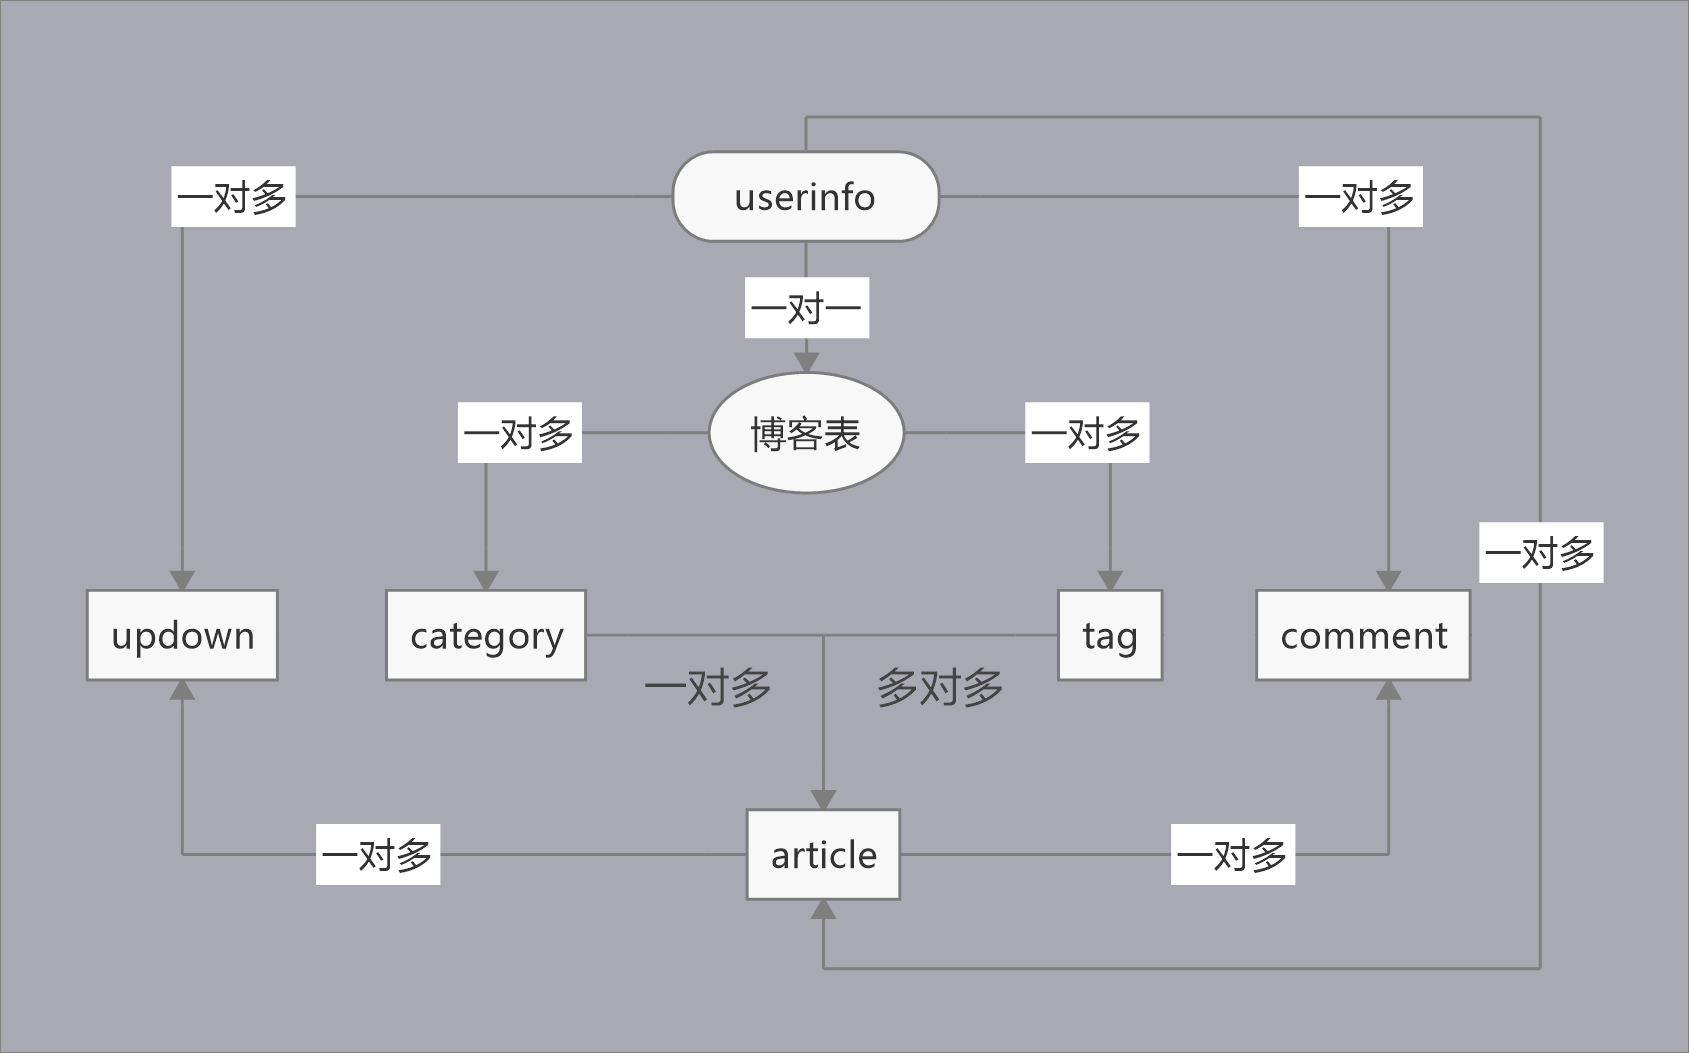 userinfo
一对多
一对多
一对一
一对多
博客表
一对多
一对多
updown
category
tag
comment
一对多
多对多
一对多
article
一对多